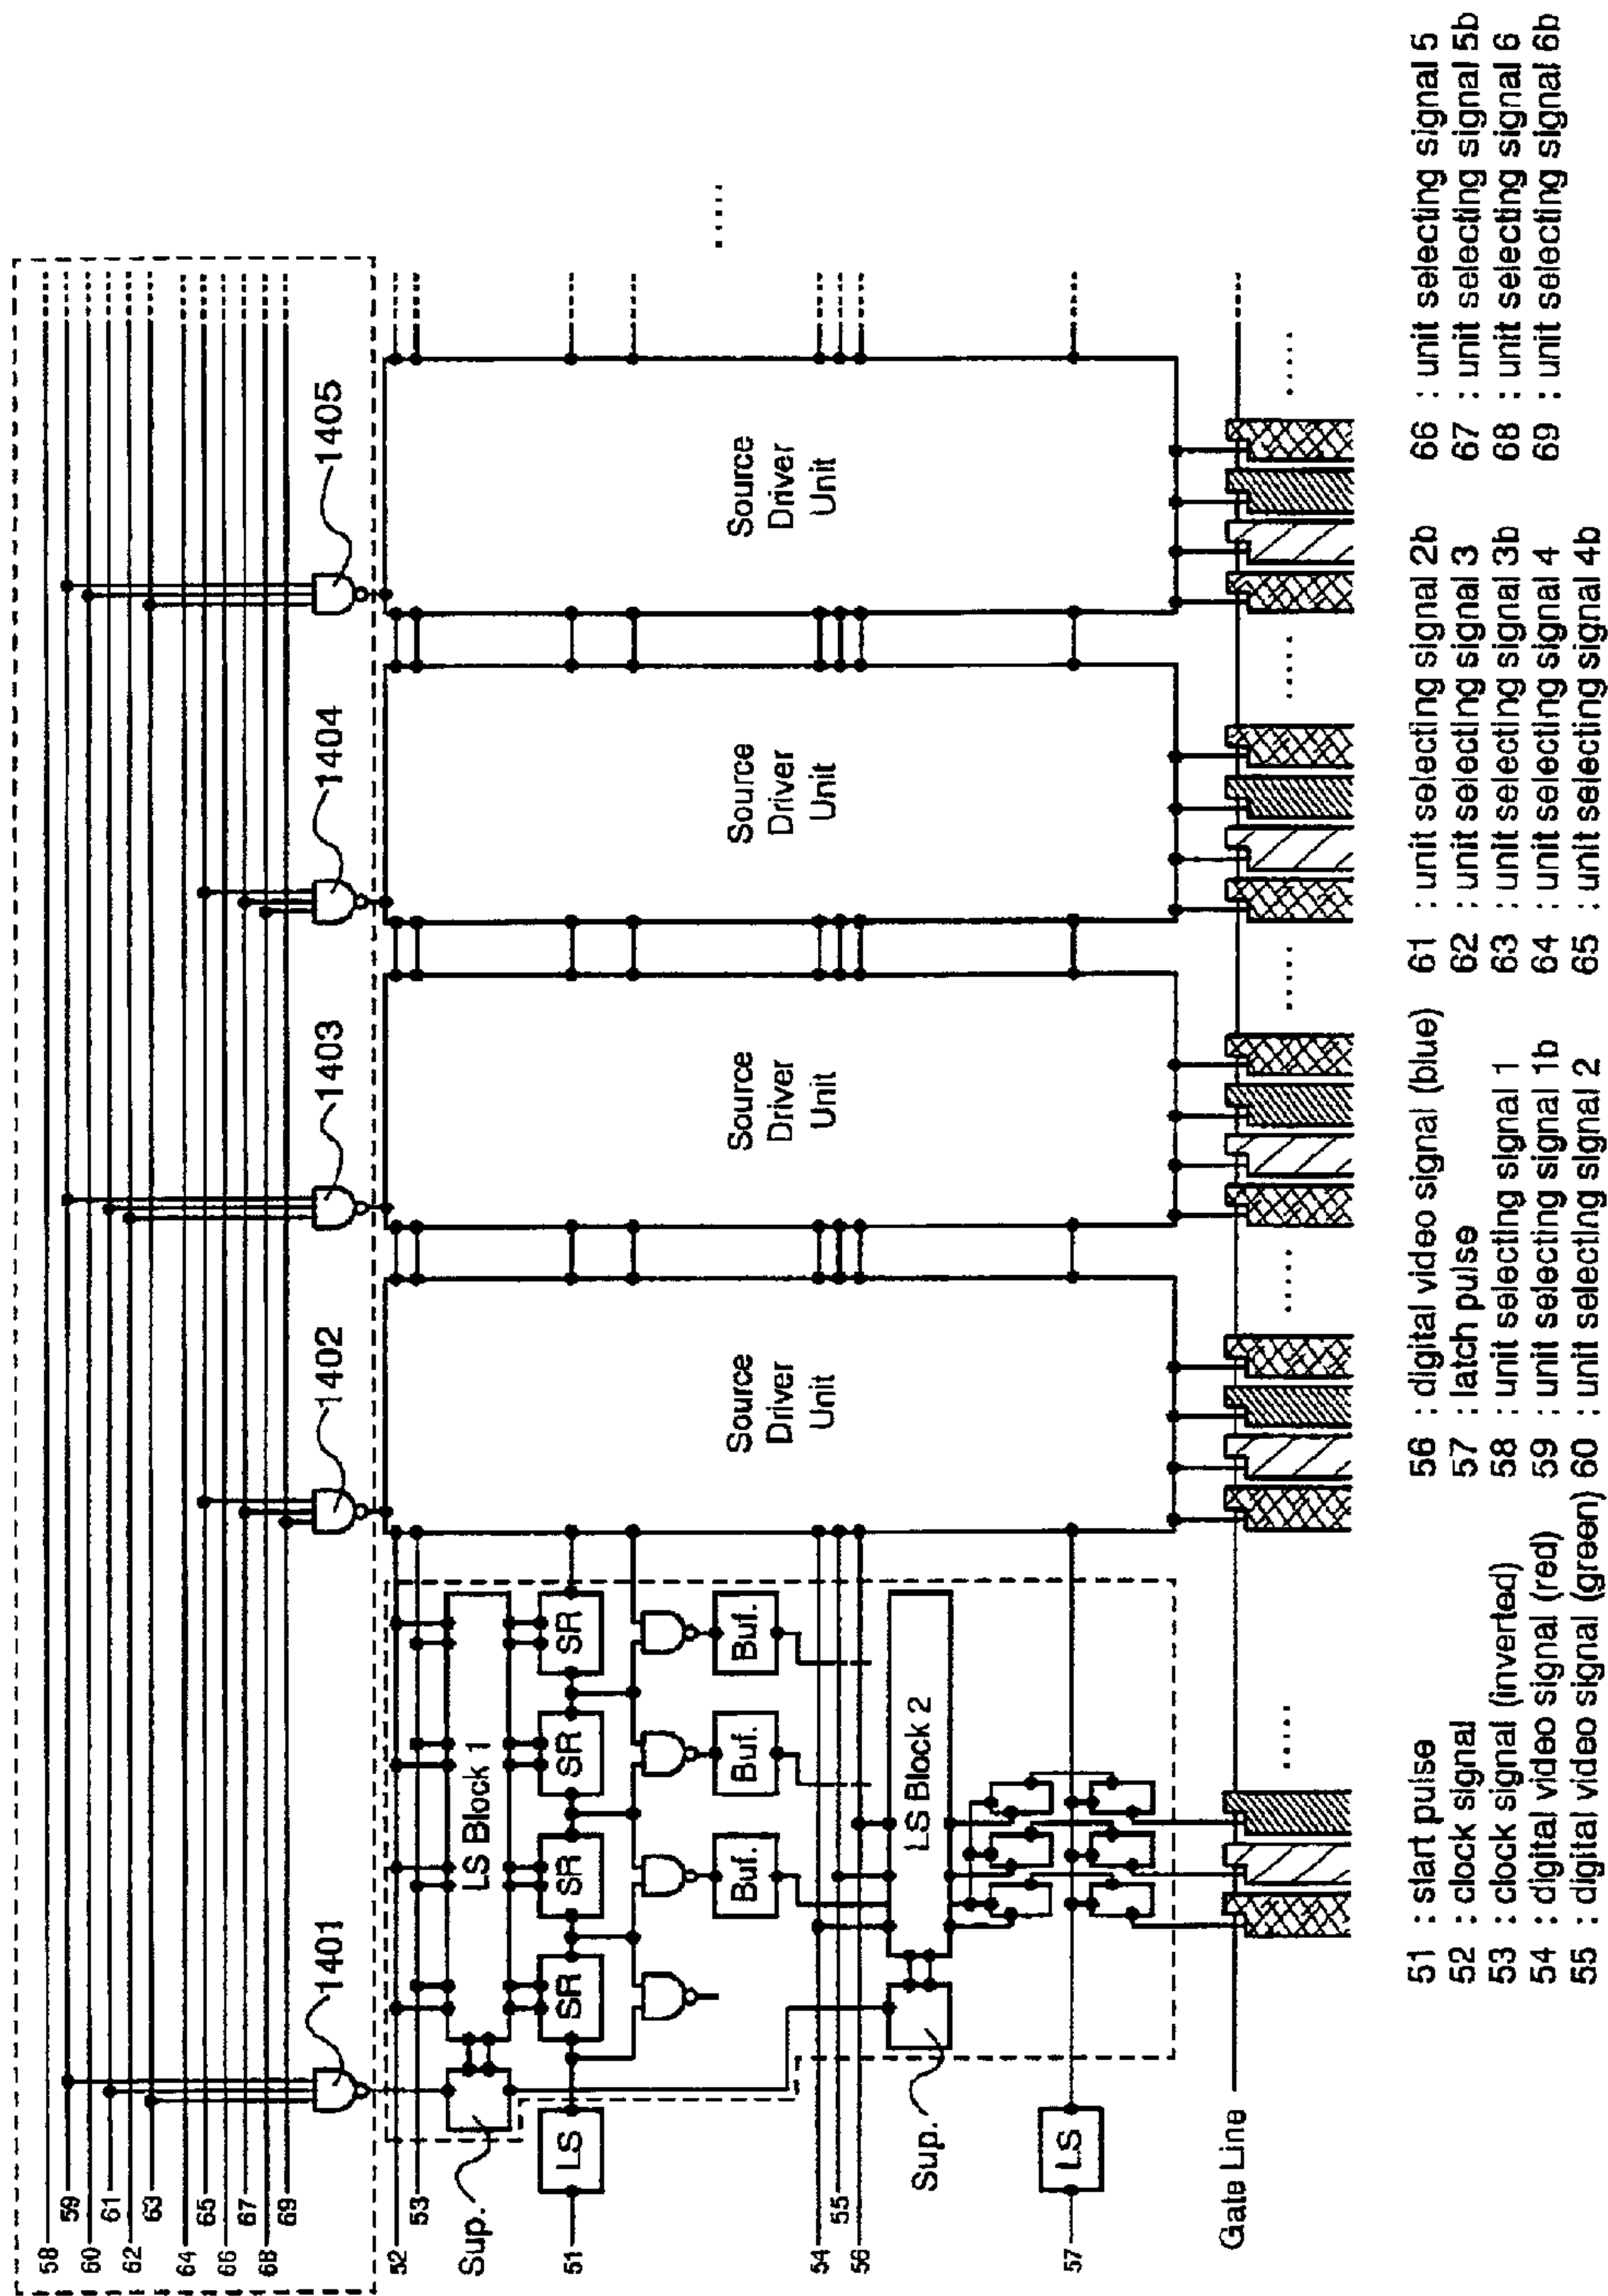 58
59
60
61
62
63
64
65
66
67
68
69
1401
1402
1403
1404
1405
52
53
Sup.
LS Block 1
51
LS
SR
SR
SR
SR
Buf.
Buf.
Buf.
54
55
56
Sup.
LS Block 2
57
LS
Gate Line
Source
Driver
Unit
Source
Driver
Unit
Source
Driver
Unit
Source
Driver
Unit
.....
.....
.....
.....
.....
.....
51 : start pulse
52 : clock signal
53 : clock signal (inverted)
54 : digital video signal (red)
55 : digital video signal (green)
56 : digital video signal (blue)
57 : latch pulse
58 : unit selecting signal 1
59 : unit selecting signal 1b
60 : unit selecting signal 2
61 : unit selecting signal 2b
62 : unit selecting signal 3
63 : unit selecting signal 3b
64 : unit selecting signal 4
65 : unit selecting signal 4b
66 : unit selecting signal 5
67 : unit selecting signal 5b
68 : unit selecting signal 6
69 : unit selecting signal 6b